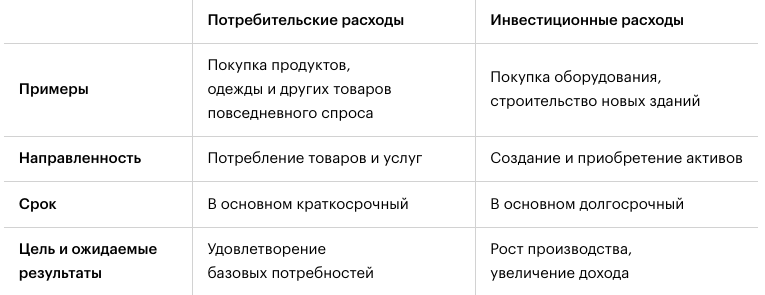 Потребительские расходы
Инвестиционные расходы
Примеры
Покупка продуктов,
одежды и других товаров
повседневного спроса
Покупка оборудования,
строительство новых зданий
Направленность
Потребление товаров и услуг
Создание и приобретение активов
Срок
В основном краткосрочный
В основном долгосрочный
Цель и ожидаемые
результаты
Удовлетворение
базовых потребностей
Рост производства,
увеличение дохода